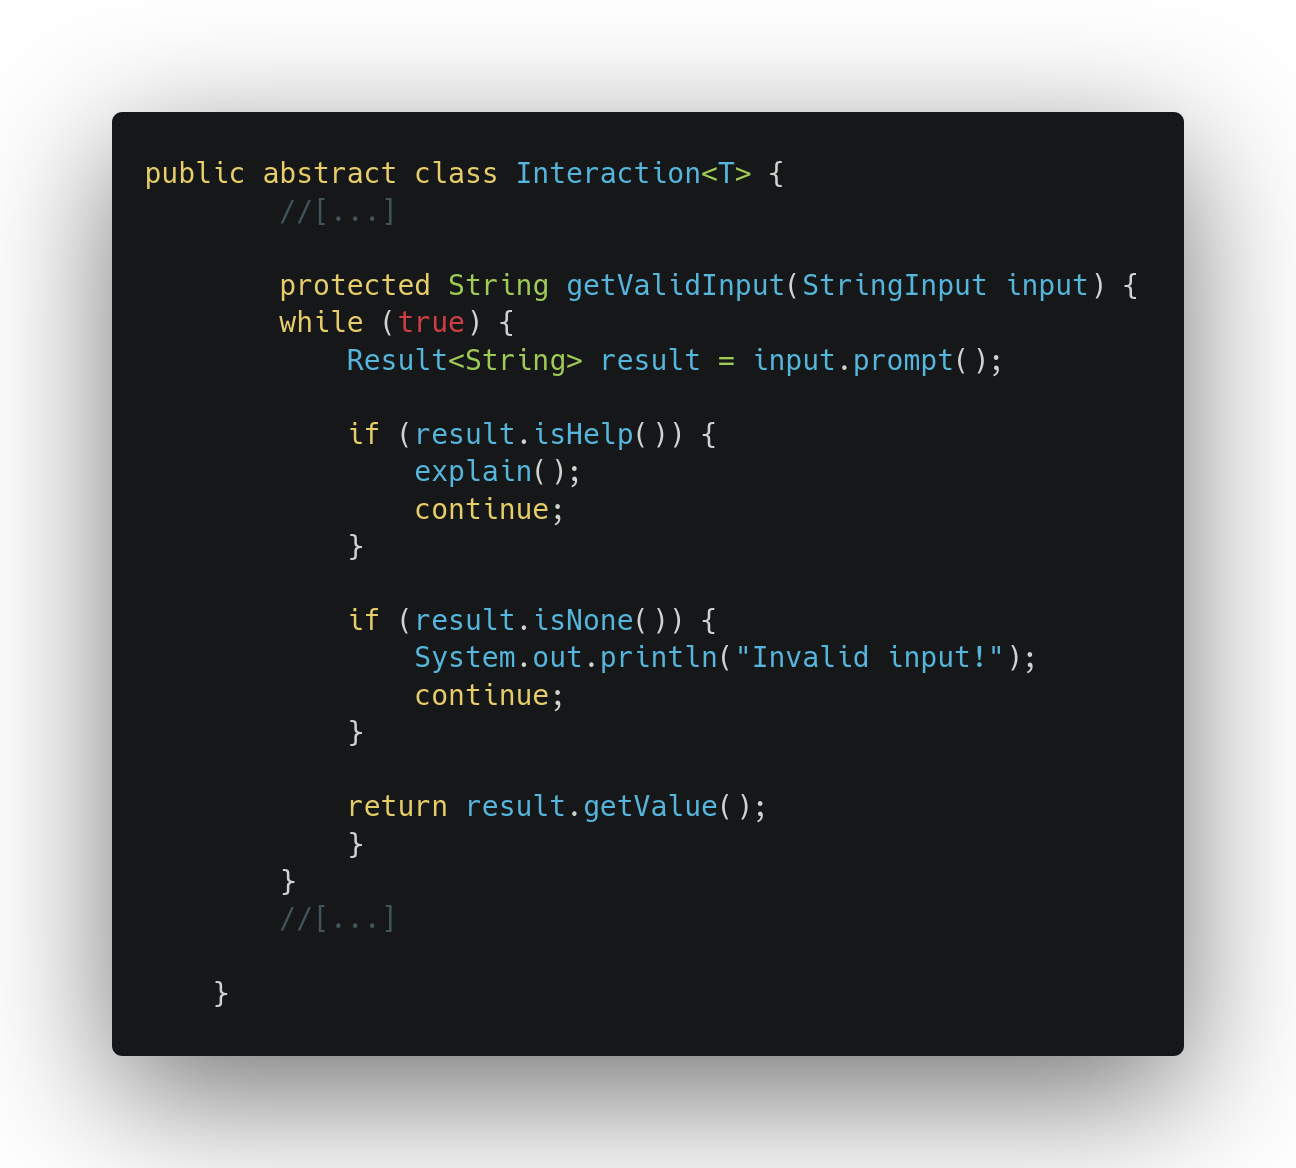 public abstract class Interaction<T> {
        //[...]

        protected String getValidInput(StringInput input) {
        while (true) {
            Result<String> result = input.prompt();

            if (result.isHelp()) {
                explain();
                continue;
            }

            if (result.isNone()) {
                System.out.println("Invalid input!");
                continue;
            }

            return result.getValue();
            }
        }
        //[...]

    }